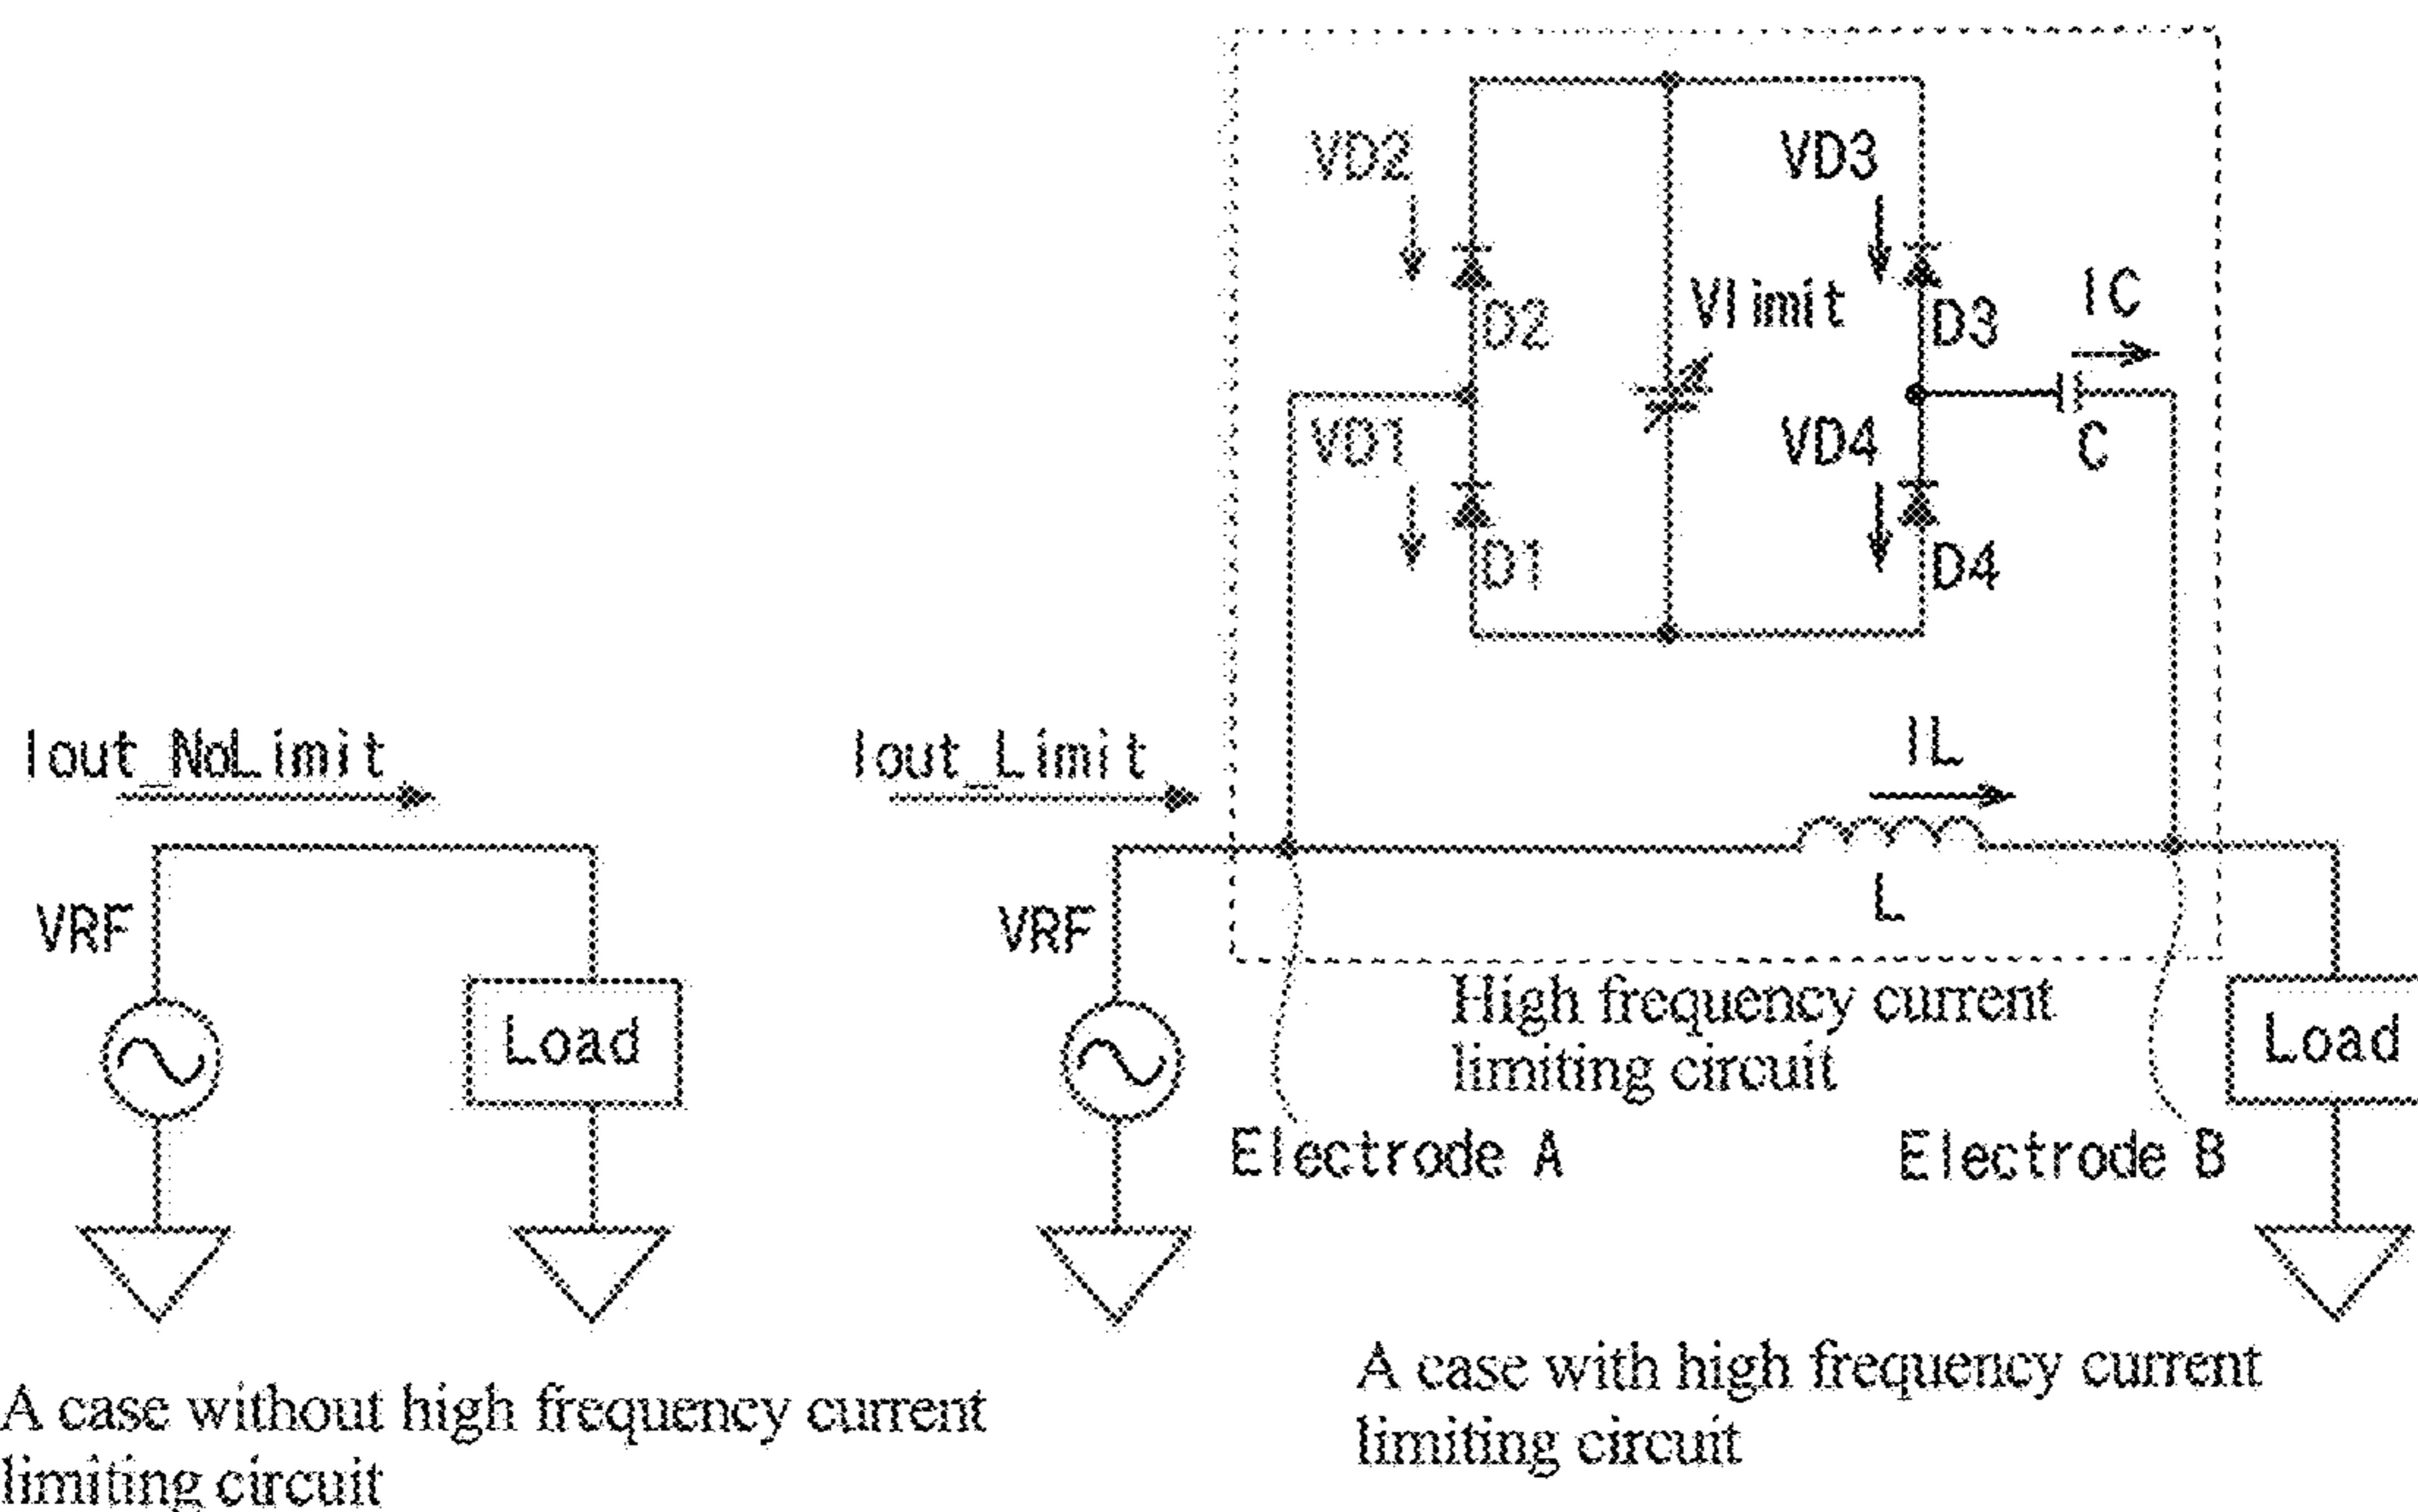 VD2
VD3
Vlimit
IC
D2
D3
VD1
VD4
C
D1
D4
Iout_NoLimit
Iout_Limit
IL
VRF
VRF
L
Load
High frequency current
limiting circuit
Load
Electrode A
Electrode B
A case without high frequency current
limiting circuit
A case with high frequency current
limiting circuit